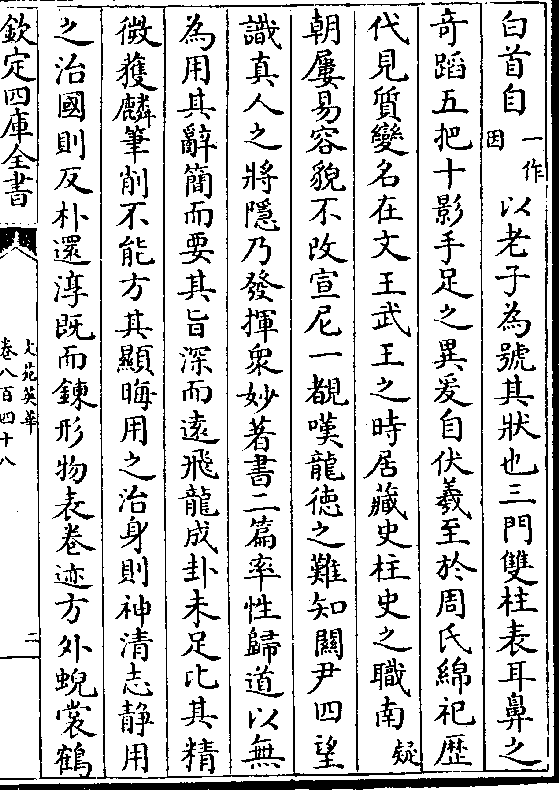 白首自一作因以老子為號其狀也三門雙柱表耳鼻之
奇蹈五把十影手足之異爰自伏羲至於周氏綿祀歴
代見質變名在文王武王之時居藏史柱史之職南疑
朝屢易容貌不改宣尼一覩嘆龍徳之難知闗尹四望
識真人之將隱乃發揮衆妙著書二篇率性歸道以無
為用其辭簡而要其旨深而逺飛龍成卦未足比其精
微獲麟筆削不能方其顯晦用之治身則神清志静用
之治國則反朴還淳既而錬形物表卷迹方外蜺裳鶴
欽定四庫全書
文苑英華
卷八百四十八
二